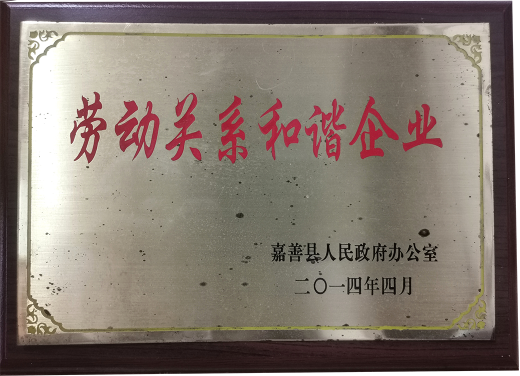 劳动关系和谐企业
嘉善县人民政府办公室
二〇一四年四月